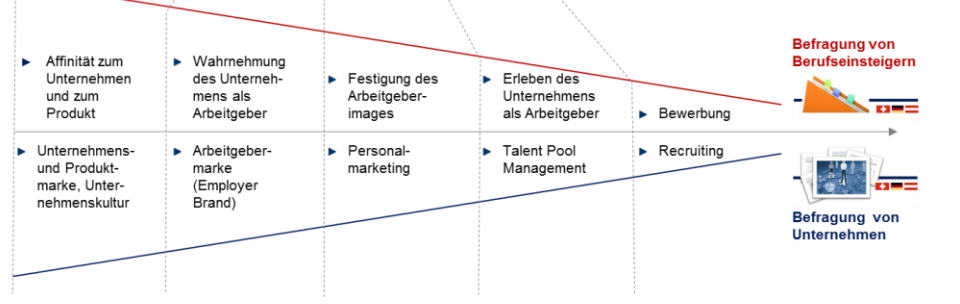 Affinität zum
Unternehmen
und zum
Produkt
Wahrnehmung
des Unterneh-
mens als
Arbeitgeber
Festigung des
Arbeitgeber-
images
Erleben des
Unternehmens
als Arbeitgeber
Bewerbung
Befragung von
Berufseinsteigern
Unternehmens-
und Produkt-
marke, Unter-
nehmenskultur
Arbeitgeber-
marke
(Employer
Brand)
Personal-
marketing
Talent Pool
Management
Recruiting
Befragung von
Unternehmen